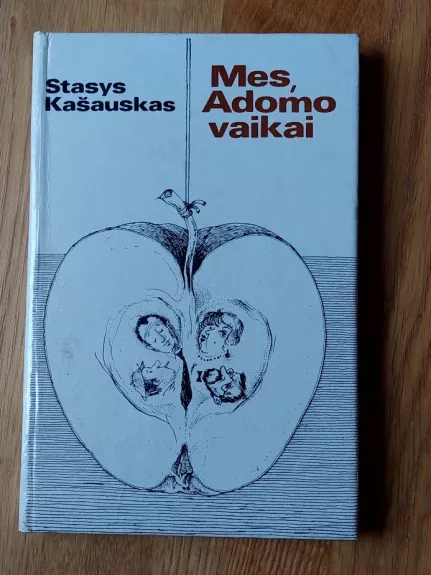 Stasys
Kašauskas
Mes,
Adomo
vaikai